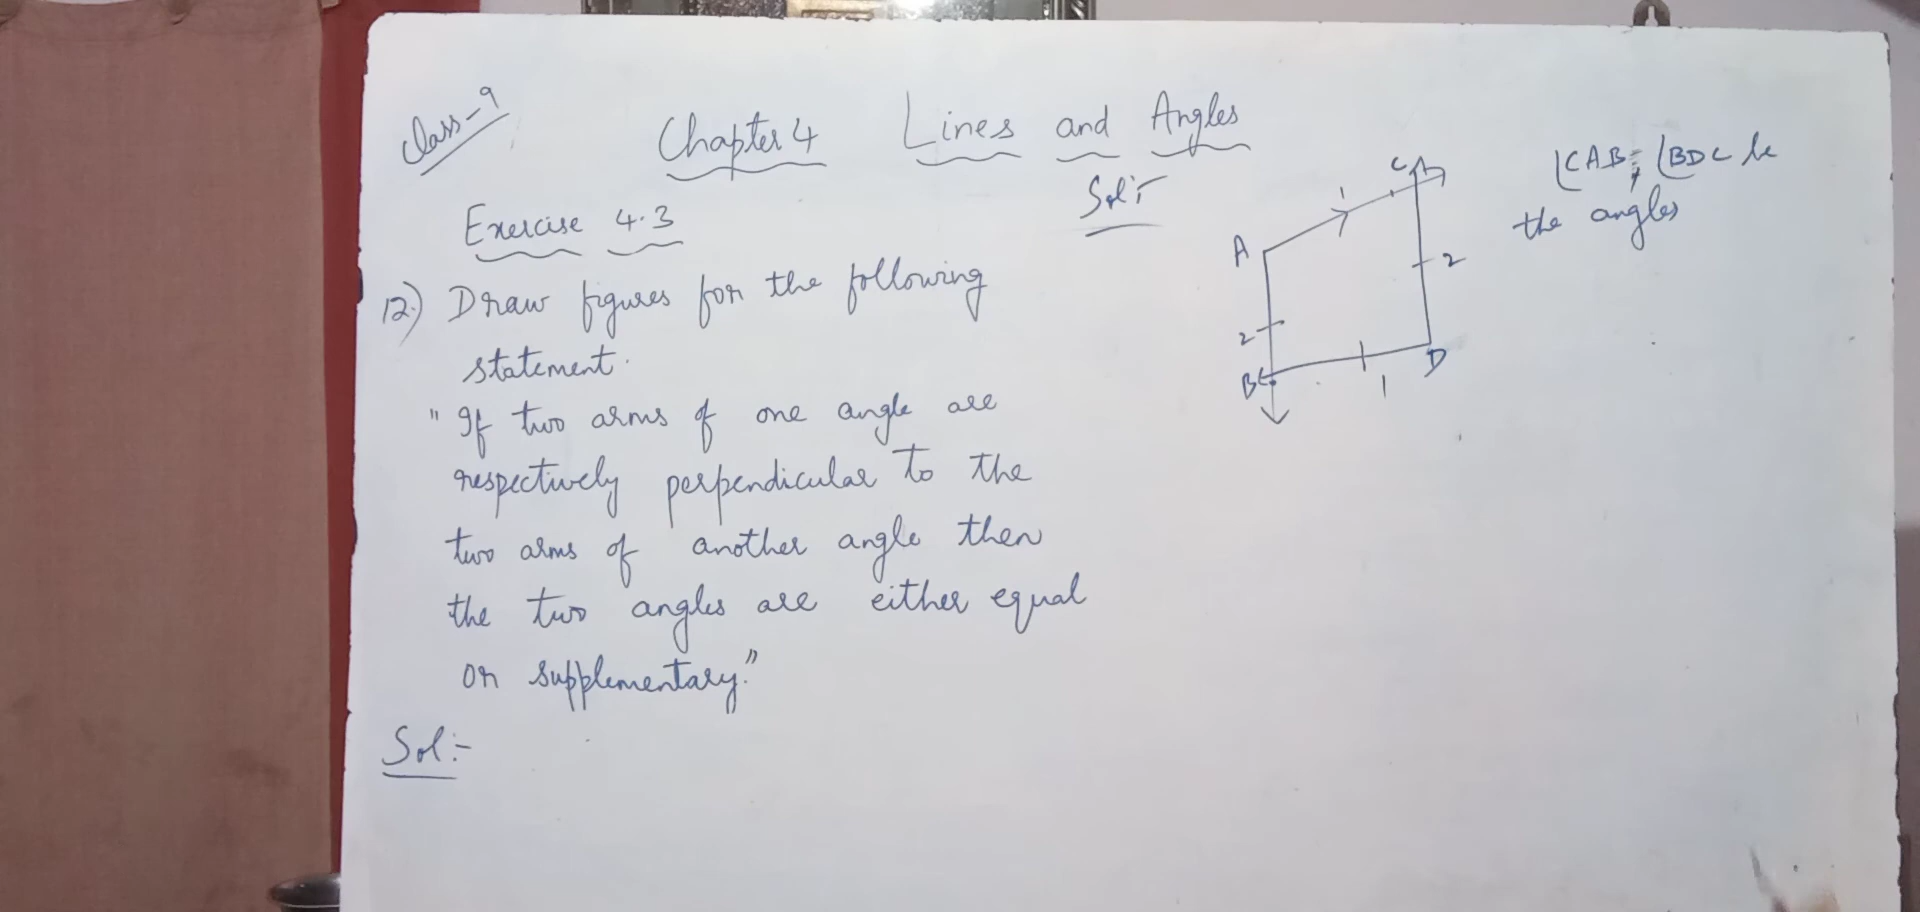 Class-9
Chapter 4 Lines and Angles
Exercise 4.3
12.) Draw figures for the following
statement.
"If two arms of one angle are
respectively perpendicular to the
two arms of another angle then
the two angles are either equal
or supplementary."
Sol:-
Sol:-
C
1
A
2
2
B
D
1
∠CAB, ∠BDC be
the angles